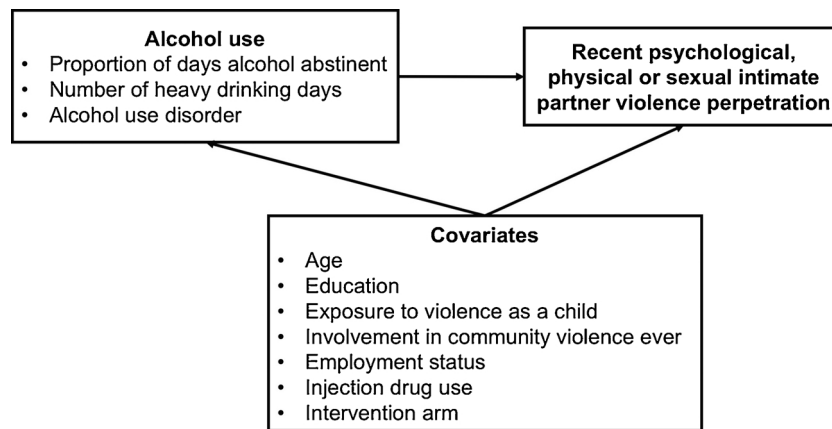 Alcohol use
• Proportion of days alcohol abstinent
• Number of heavy drinking days
• Alcohol use disorder
Recent psychological,
physical or sexual intimate
partner violence perpetration
Covariates
• Age
• Education
• Exposure to violence as a child
• Involvement in community violence ever
• Employment status
• Injection drug use
• Intervention arm